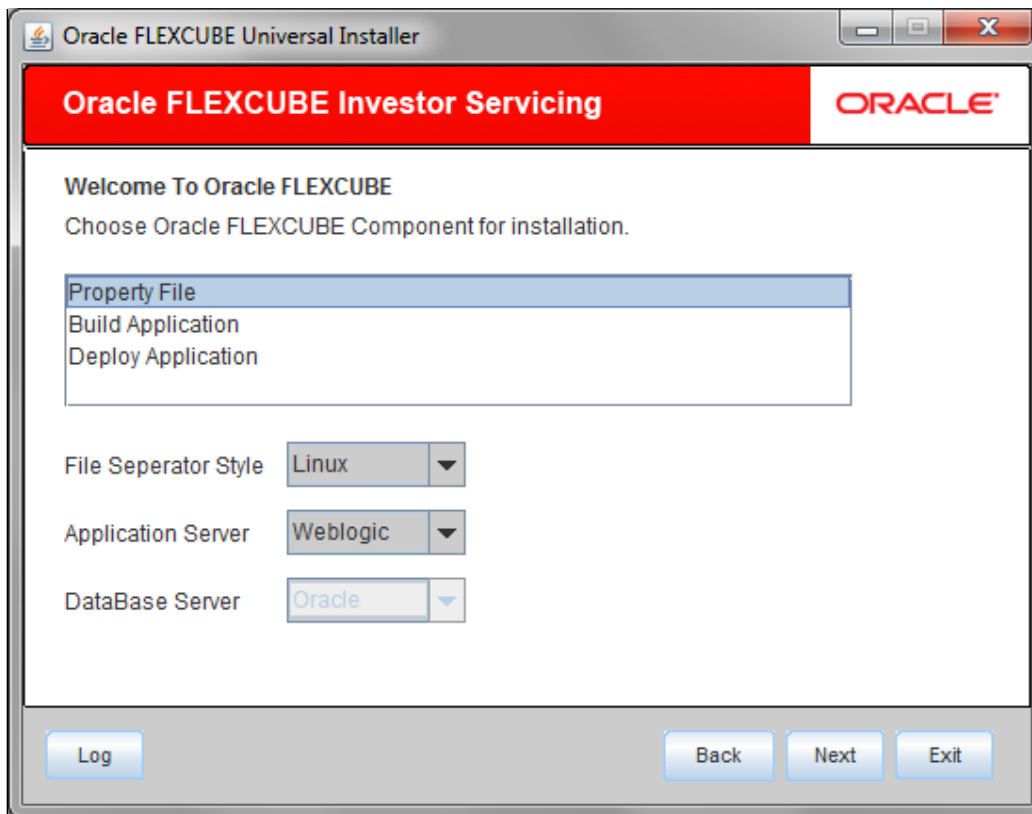 Oracle FLEXCUBE Universal Installer
Oracle FLEXCUBE Investor Servicing
ORACLE
Welcome To Oracle FLEXCUBE
Choose Oracle FLEXCUBE Component for installation.
Property File
Build Application
Deploy Application
File Seperator Style Linux
Application Server Weblogic
DataBase Server Oracle
Log Back Next Exit